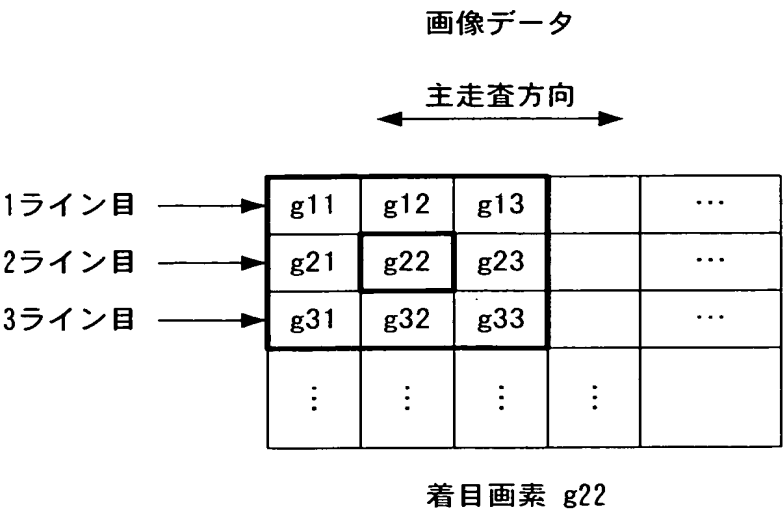 画像データ
主走査方向
1ライン目 g11 g12 g13 …
2ライン目 g21 g22 g23 …
3ライン目 g31 g32 g33 …
⋮ ⋮ ⋮ ⋮
着目画素 g22